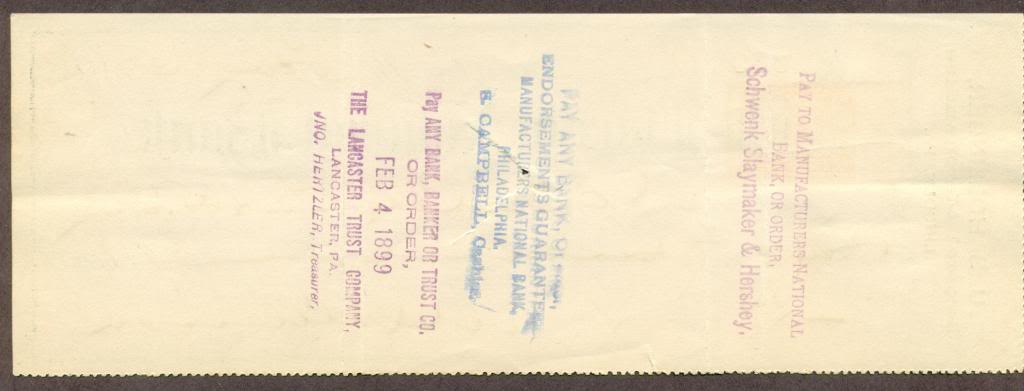 PAY TO MANUFACTURERS NATIONAL
BANK, OR ORDER,
Schwenk Slaymaker & Hershey,
PAY ANY BANK, Or
ENDORSEMENTS GUARANTEE
MANUFACTURERS NATIONAL BANK,
PHILADELPHIA.
S. CAMPBELL, Cashier
Pay ANY BANK, BANKER OR TRUST CO.
OR ORDER,
FEB 4 1899
THE LANCASTER TRUST COMPANY,
LANCASTER, PA.
JNO. HERTZLER, Treasurer,